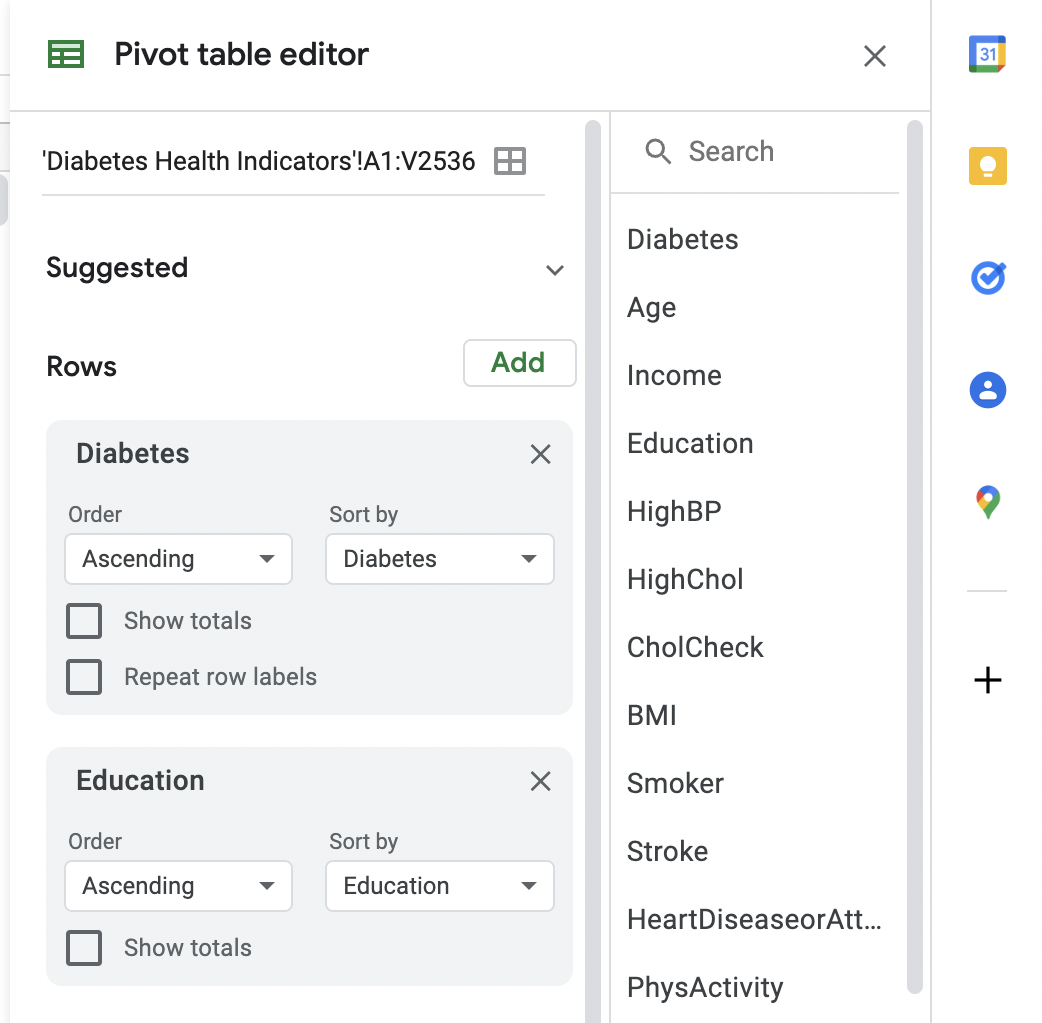 Pivot table editor
31
'Diabetes Health Indicators'!A1:V2536
Suggested
Rows
Add
Diabetes
Order
Sort by
Ascending
Diabetes
Show totals
Repeat row labels
Education
Order
Sort by
Ascending
Education
Show totals
Search
Diabetes
Age
Income
Education
HighBP
HighChol
CholCheck
BMI
Smoker
Stroke
HeartDiseaseorAtt...
PhysActivity